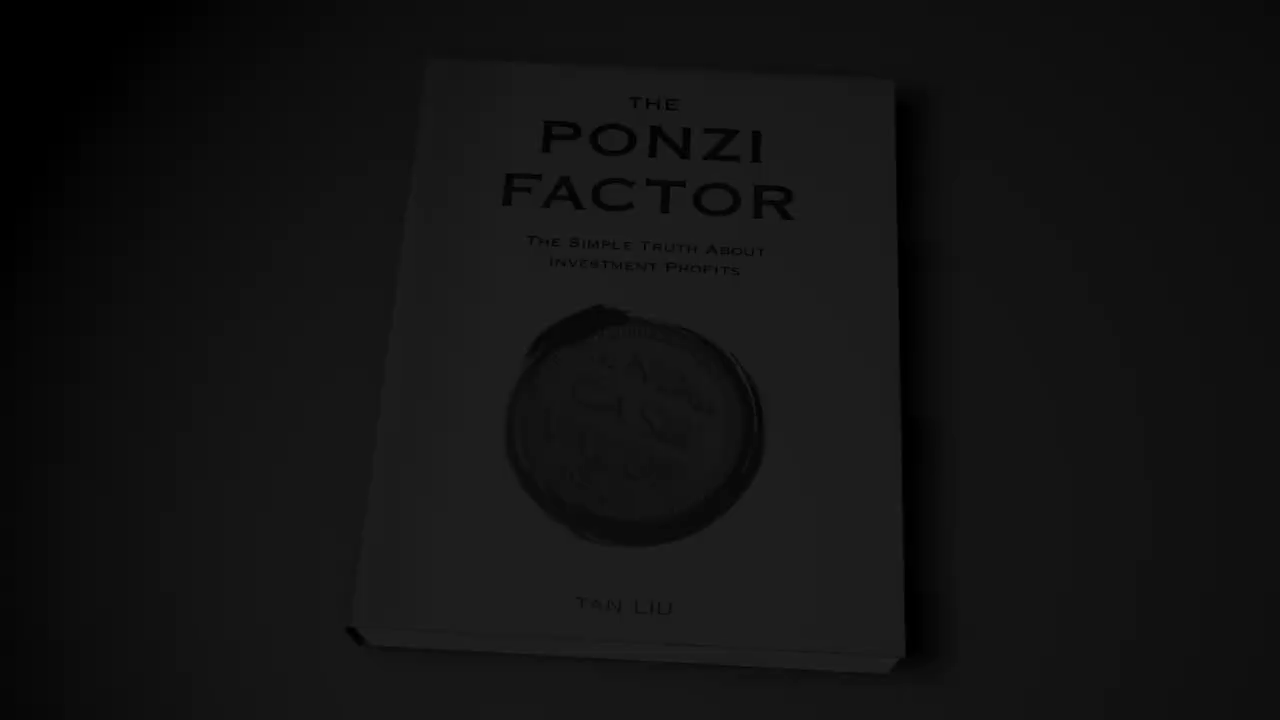 THE
PONZI
FACTOR
THE SIMPLE TRUTH ABOUT
INVESTMENT PROFITS
TAN LIU